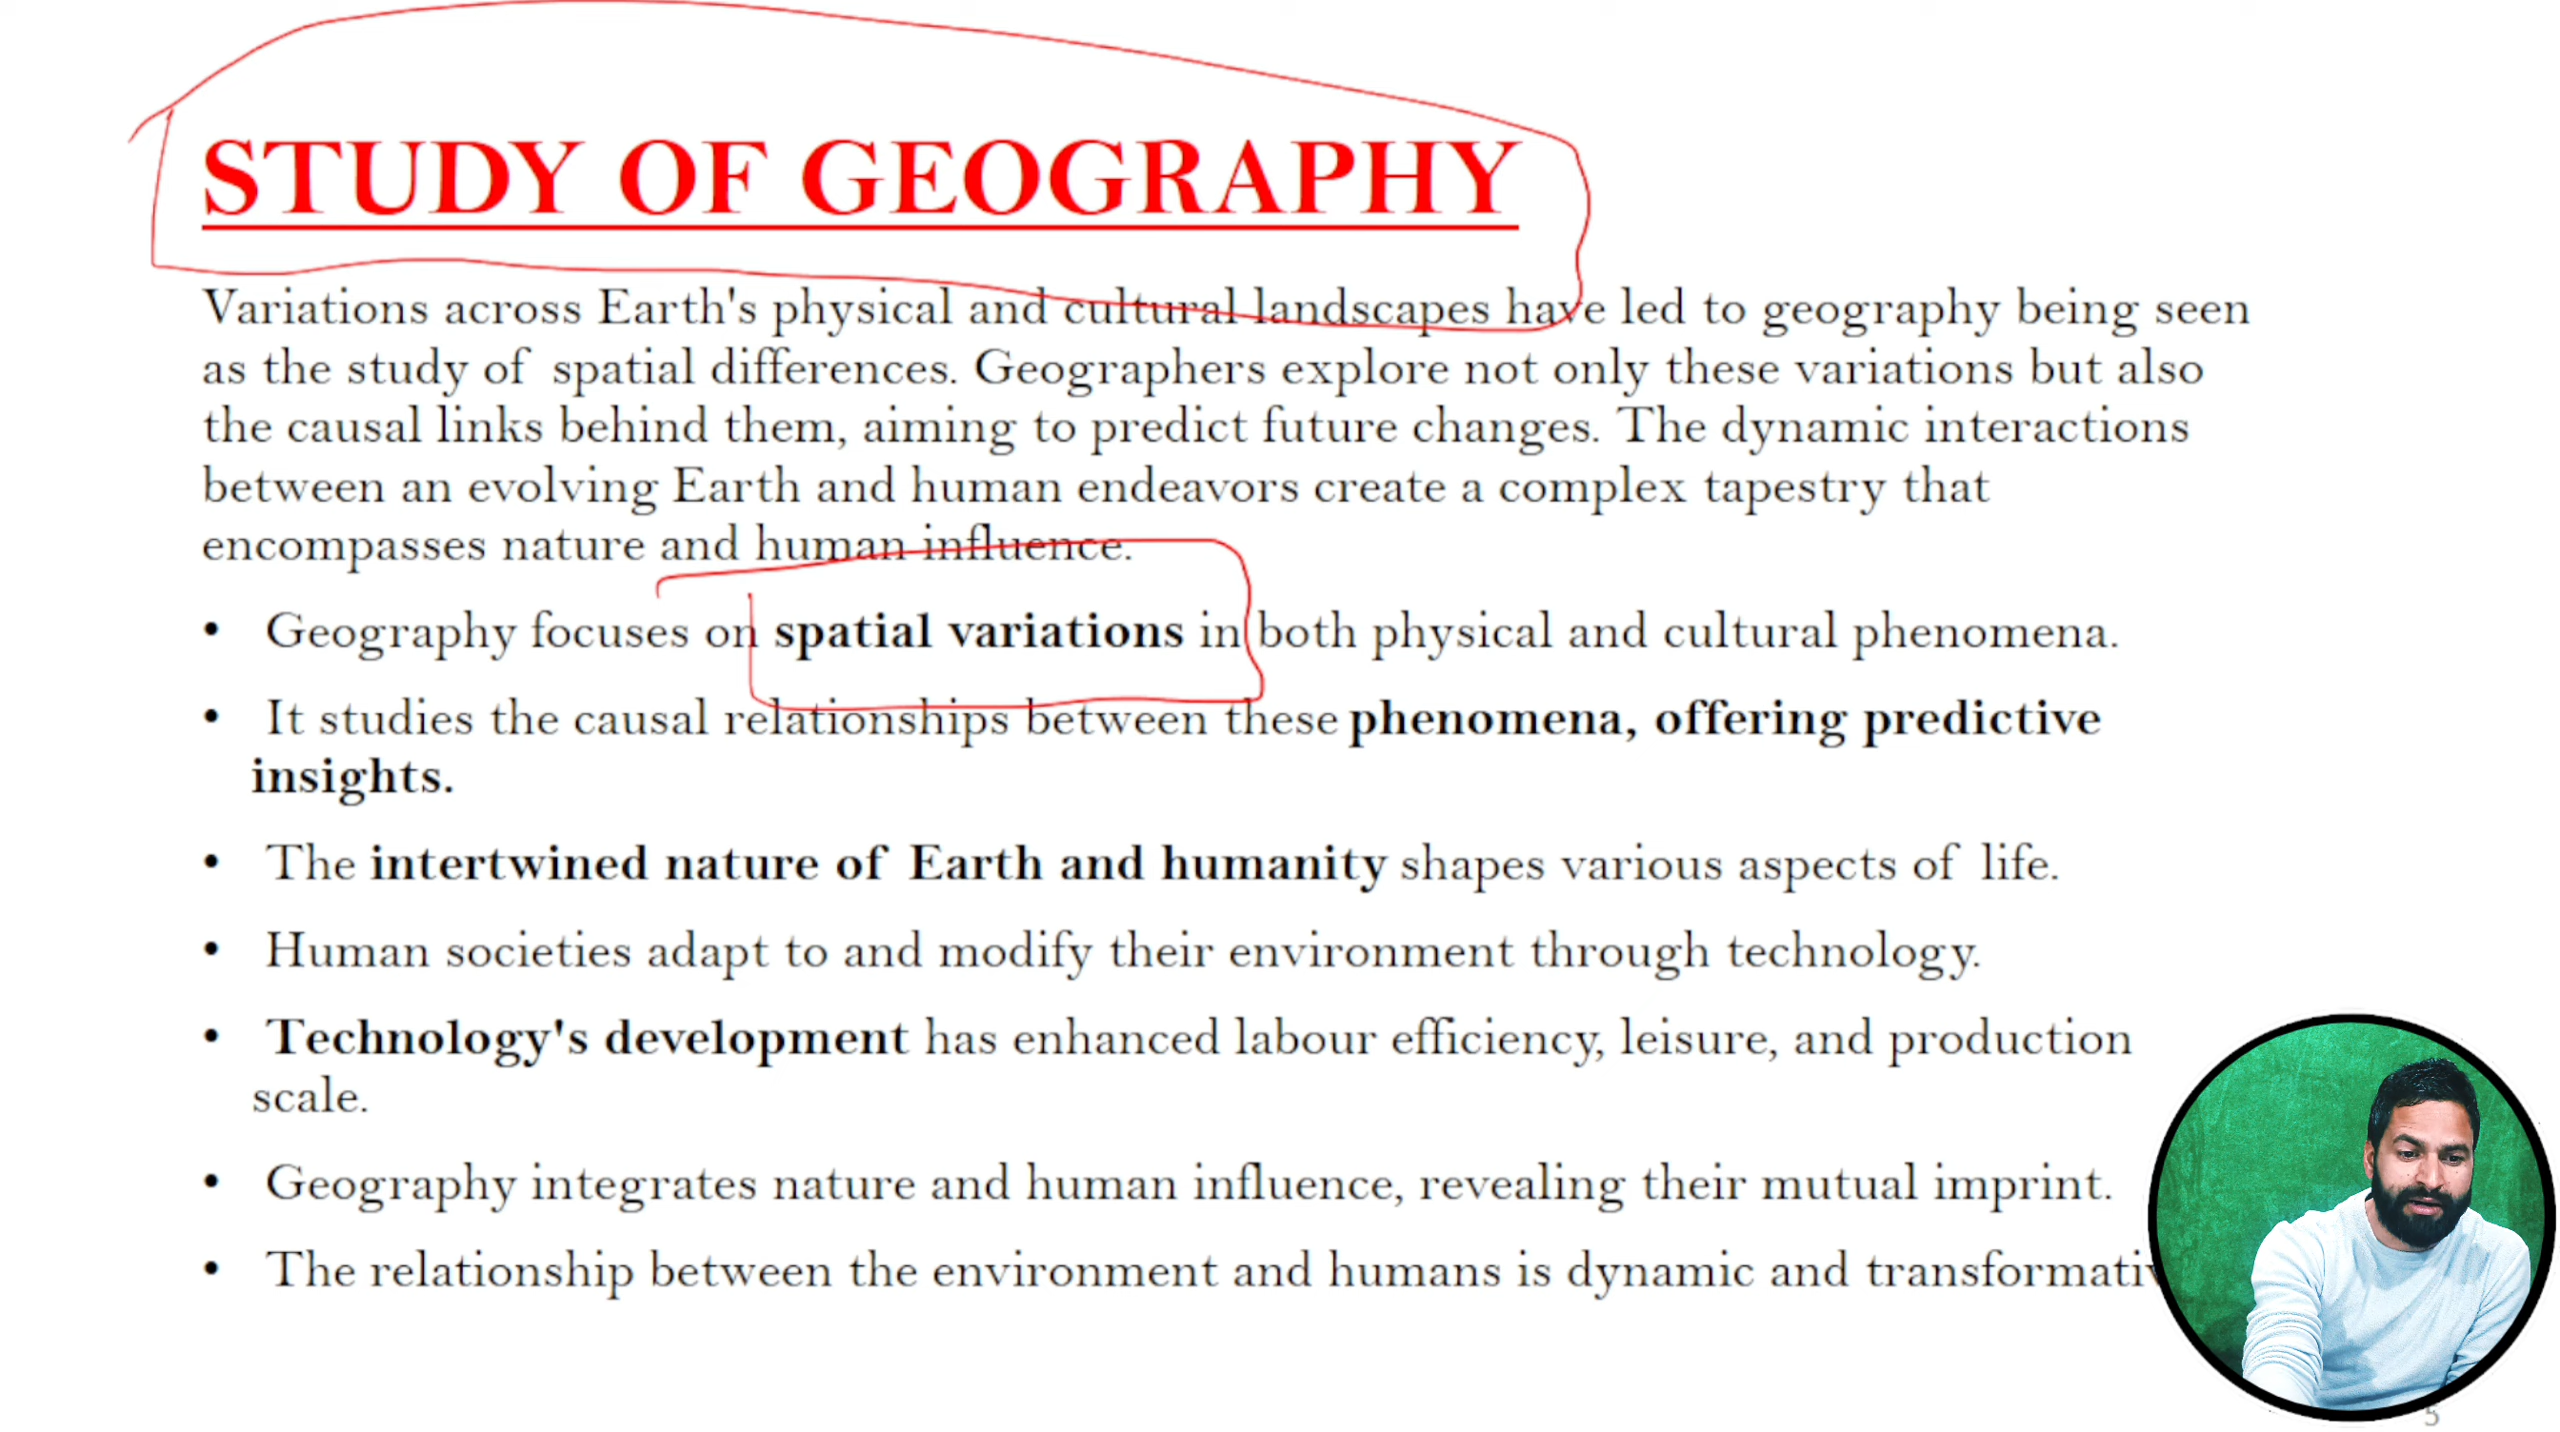 STUDY OF GEOGRAPHY
Variations across Earth's physical and cultural landscapes have led to geography being seen
as the study of spatial differences. Geographers explore not only these variations but also
the causal links behind them, aiming to predict future changes. The dynamic interactions
between an evolving Earth and human endeavors create a complex tapestry that
encompasses nature and human influence.
• Geography focuses on spatial variations in both physical and cultural phenomena.
• It studies the causal relationships between these phenomena, offering predictive
insights.
• The intertwined nature of Earth and humanity shapes various aspects of life.
• Human societies adapt to and modify their environment through technology.
• Technology's development has enhanced labour efficiency, leisure, and production
scale.
• Geography integrates nature and human influence, revealing their mutual imprint.
• The relationship between the environment and humans is dynamic and
5